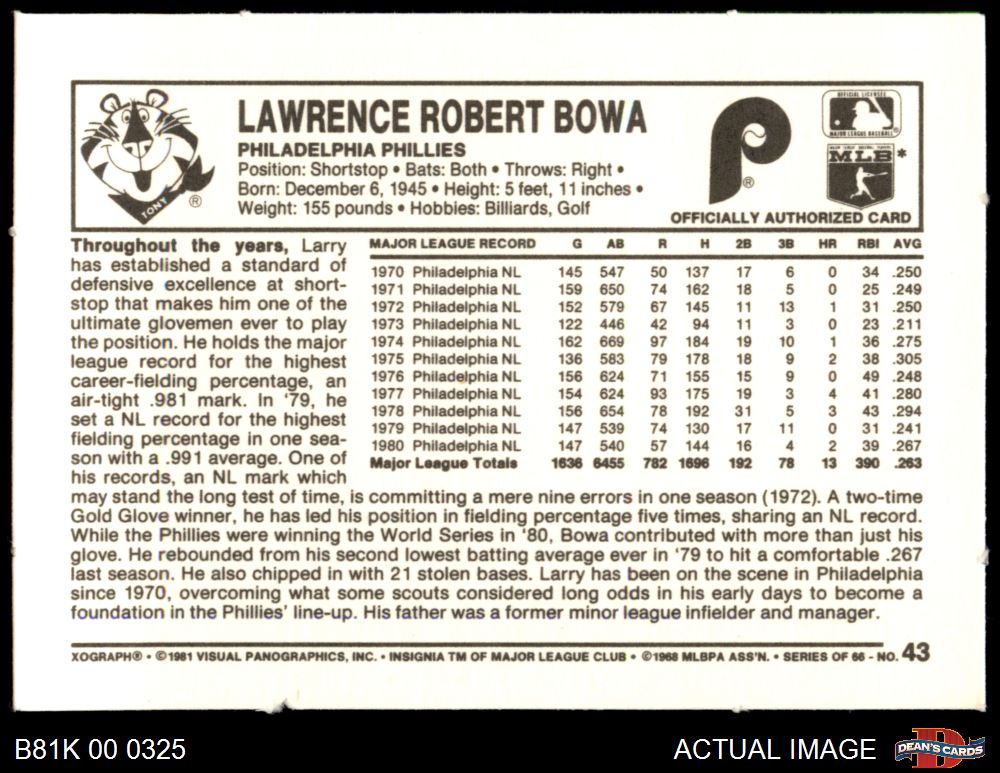 LAWRENCE ROBERT BOWA
PHILADELPHIA PHILLIES
Position: Shortstop • Bats: Both • Throws: Right •
Born: December 6, 1945 • Height: 5 feet, 11 inches •
Weight: 155 pounds • Hobbies: Billiards, Golf
TONY ®
P ®
OFFICIAL LICENSEE
MAJOR LEAGUE BASEBALL ®
MLB *
OFFICIALLY AUTHORIZED CARD
Throughout the years, Larry
has established a standard of
defensive excellence at short-
stop that makes him one of the
ultimate glovemen ever to play
the position. He holds the major
league record for the highest
career-fielding percentage, an
air-tight .981 mark. In '79, he
set a NL record for the highest
fielding percentage in one sea-
son with a .991 average. One of
his records, an NL mark which
MAJOR LEAGUE RECORD G AB R H 2B 3B HR RBI AVG
1970 Philadelphia NL 145 547 50 137 17 6 0 34 .250
1971 Philadelphia NL 159 650 74 162 18 5 0 25 .249
1972 Philadelphia NL 152 579 67 145 11 13 1 31 .250
1973 Philadelphia NL 122 446 42 94 11 3 0 23 .211
1974 Philadelphia NL 162 669 97 184 19 10 1 36 .275
1975 Philadelphia NL 136 583 79 178 18 9 2 38 .305
1976 Philadelphia NL 156 624 71 155 15 9 0 49 .248
1977 Philadelphia NL 154 624 93 175 19 3 4 41 .280
1978 Philadelphia NL 156 654 78 192 31 5 3 43 .294
1979 Philadelphia NL 147 539 74 130 17 11 0 31 .241
1980 Philadelphia NL 147 540 57 144 16 4 2 39 .267
Major League Totals 1636 6455 782 1696 192 78 13 390 .263
may stand the long test of time, is committing a mere nine errors in one season (1972). A two-time
Gold Glove winner, he has led his position in fielding percentage five times, sharing an NL record.
While the Phillies were winning the World Series in '80, Bowa contributed with more than just his
glove. He rebounded from his second lowest batting average ever in '79 to hit a comfortable .267
last season. He also chipped in with 21 stolen bases. Larry has been on the scene in Philadelphia
since 1970, overcoming what some scouts considered long odds in his early days to become a
foundation in the Phillies' line-up. His father was a former minor league infielder and manager.
XOGRAPH® • ©1981 VISUAL PANOGRAPHICS, INC. • INSIGNIA TM OF MAJOR LEAGUE CLUB • ©1968 MLBPA ASS'N. • SERIES OF 66 - NO. 43
B81K 00 0325
ACTUAL IMAGE
DEAN'S CARDS